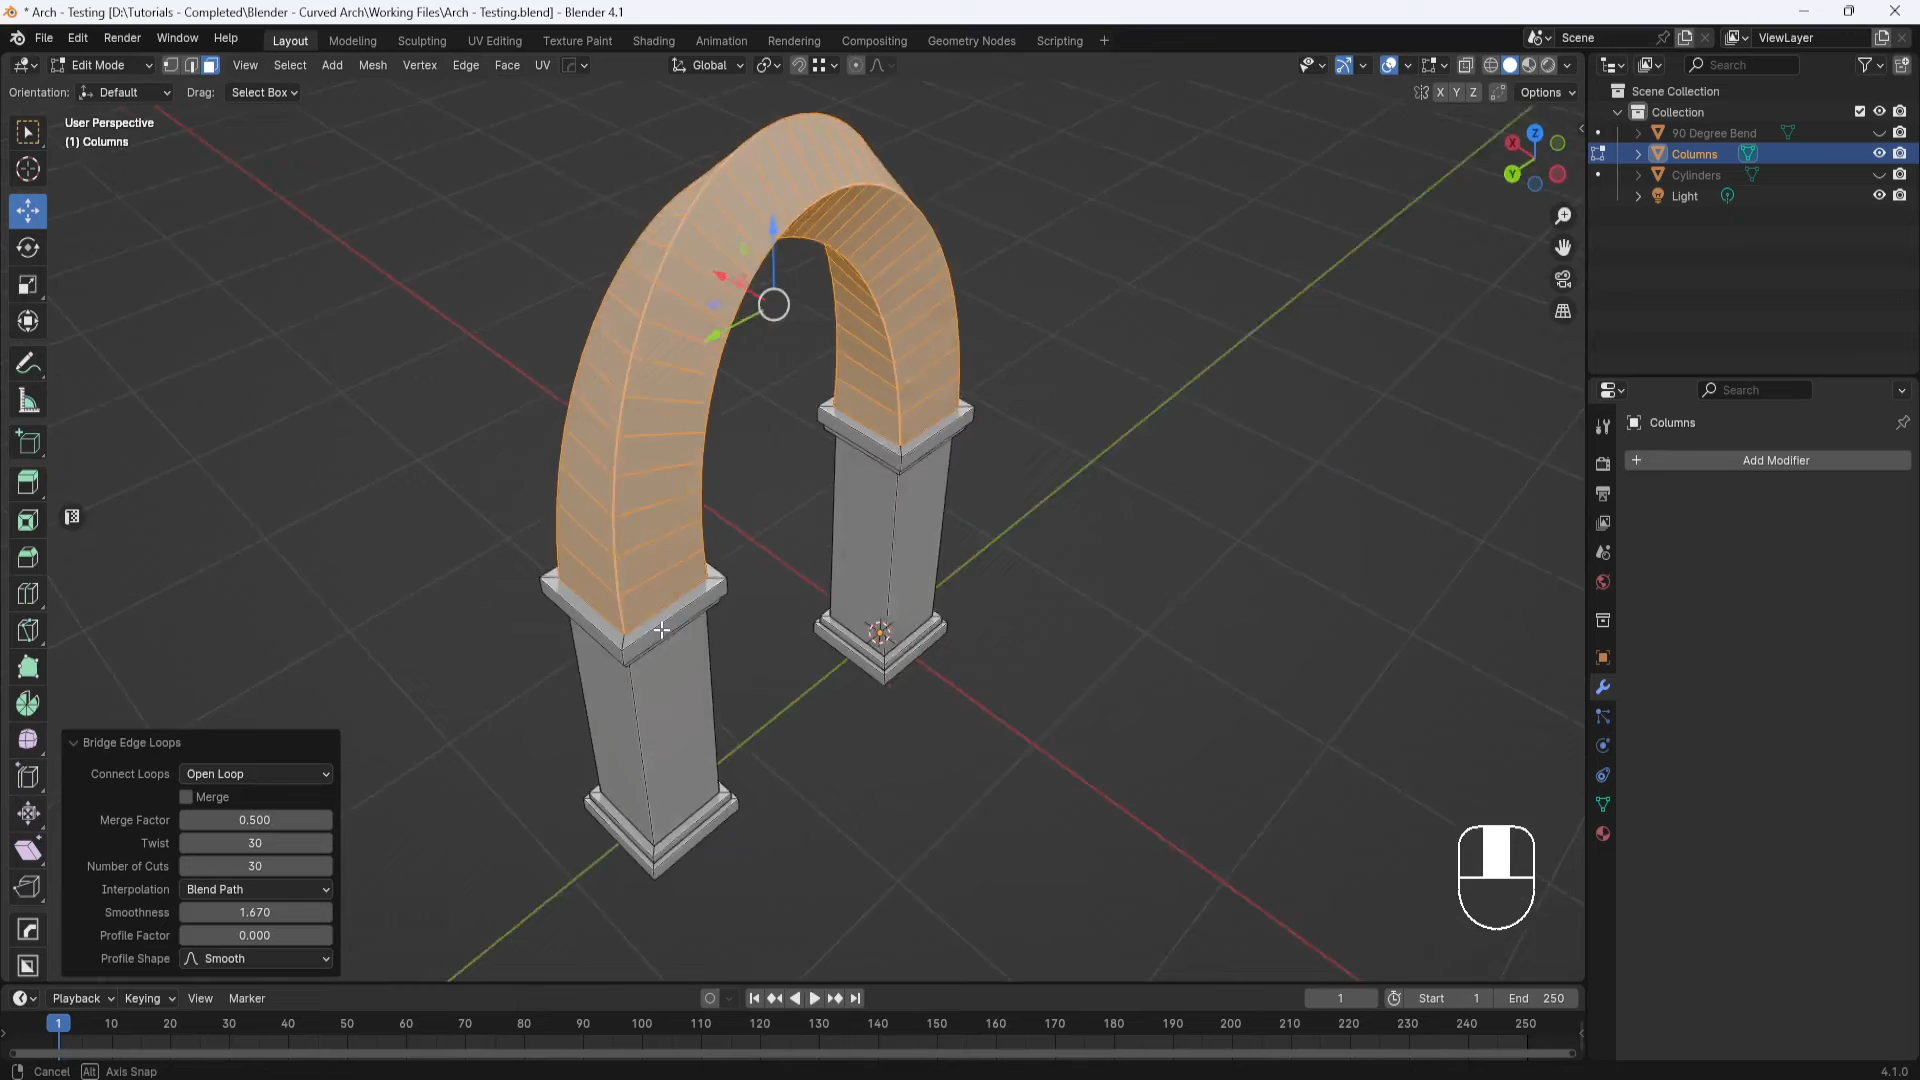 * Arch - Testing [D:\Tutorials - Completed\Blender - Curved Arch\Working Files\Arch - Testing.blend] - Blender 4.1
File Edit Render Window Help Layout Modeling Sculpting UV Editing Texture Paint Shading Animation Rendering Compositing Geometry Nodes Scripting + Scene ViewLayer
Edit Mode View Select Add Mesh Vertex Edge Face UV Global Search
Orientation: Default Drag: Select Box X Y Z Options
Scene Collection
Collection
90 Degree Bend
Columns
Cylinders
Light
User Perspective
(1) Columns
Z
X
Y
Search
Columns
+ Add Modifier
Bridge Edge Loops
Connect Loops Open Loop
Merge
Merge Factor 0.500
Twist 30
Number of Cuts 30
Interpolation Blend Path
Smoothness 1.670
Profile Factor 0.000
Profile Shape Smooth
Playback Keying View Marker 1 Start 1 End 250
1 10 20 30 40 50 60 70 80 90 100 110 120 130 140 150 160 170 180 190 200 210 220 230 240 250
Cancel Alt Axis Snap 4.1.0